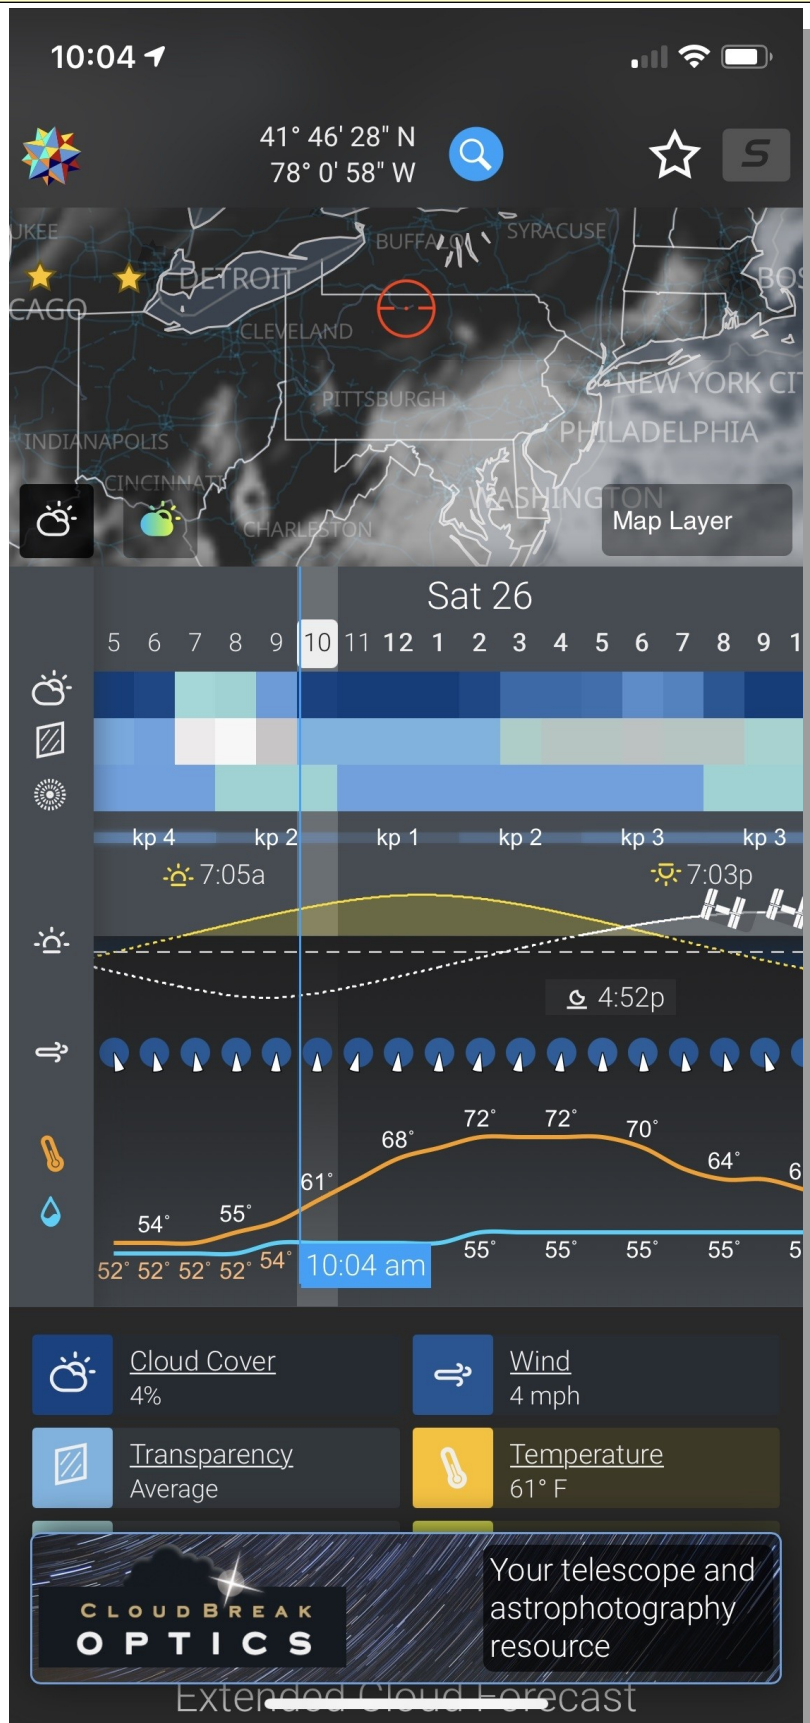 10:04
41° 46' 28" N
78° 0' 58" W
S
UKEE
BUFFALO
SYRACUSE
DETROIT
BOS
CAGO
CLEVELAND
NEW YORK CI
PITTSBURGH
PHILADELPHIA
INDIANAPOLIS
CINCINNATI
WASHINGTON
CHARLESTON
Map Layer
Sat 26
5 6 7 8 9 10 11 12 1 2 3 4 5 6 7 8 9 1
kp 4 kp 2 kp 1 kp 2 kp 3 kp 3
7:05a 7:03p
4:52p
54° 55° 61° 68° 72° 72° 70° 64° 6
52° 52° 52° 52° 54° 55° 55° 55° 55° 5
10:04 am
Cloud Cover
4%
Wind
4 mph
Transparency
Average
Temperature
61° F
CLOUDBREAK
OPTICS
Your telescope and
astrophotography
resource
Extended Cloud Forecast